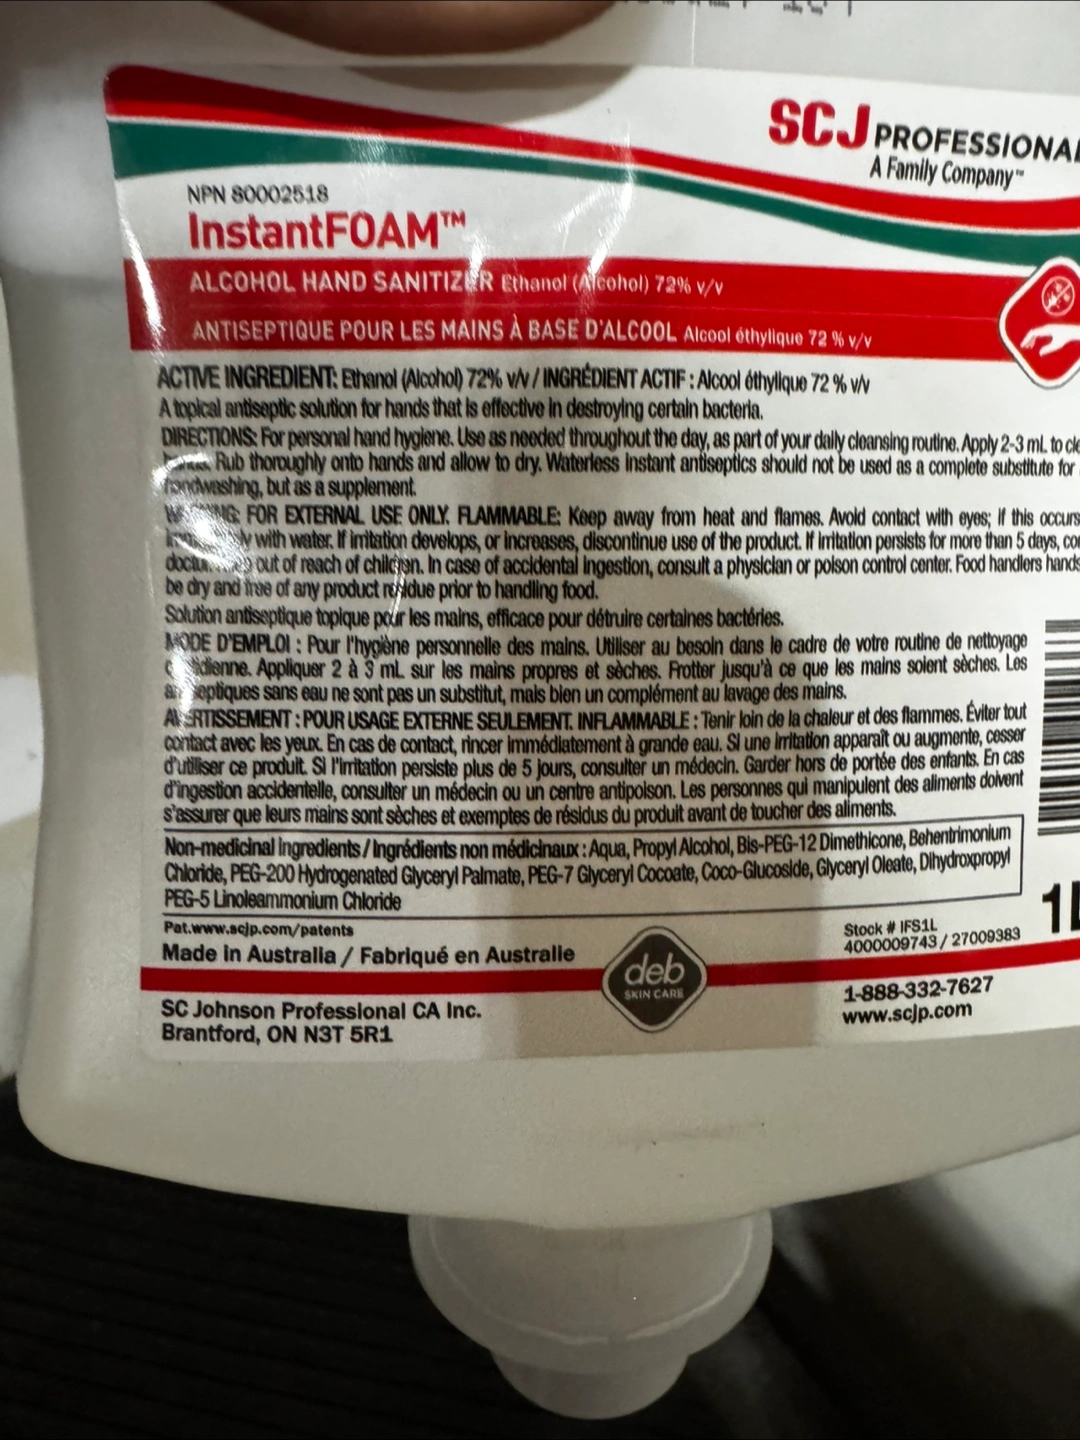 SCJ PROFESSIONAL
A Family Company™
NPN 80002518
InstantFOAM™
ALCOHOL HAND SANITIZER Ethanol (Alcohol) 72% v/v
ANTISEPTIQUE POUR LES MAINS À BASE D'ALCOOL Alcool éthylique 72 % v/v
ACTIVE INGREDIENT: Ethanol (Alcohol) 72% v/v / INGRÉDIENT ACTIF : Alcool éthylique 72 % v/v
A topical antiseptic solution for hands that is effective in destroying certain bacteria.
DIRECTIONS: For personal hand hygiene. Use as needed throughout the day, as part of your daily cleansing routine. Apply 2-3 mL to
Rub thoroughly onto hands and allow to dry. Waterless instant antiseptics should not be used as a complete substitute for
handwashing, but as a supplement.
FOR EXTERNAL USE ONLY. FLAMMABLE: Keep away from heat and flames. Avoid contact with eyes; if this occurs
with water. If irritation develops, or increases, discontinue use of the product. If irritation persists for more than 5 days,
out of reach of children. In case of accidental ingestion, consult a physician or poison control center. Food handlers hands
be dry and free of any product residue prior to handling food.
Solution antiseptique topique pour les mains, efficace pour détruire certaines bactéries.
MODE D'EMPLOI : Pour l'hygiène personnelle des mains. Utiliser au besoin dans le cadre de votre routine de nettoyage
quotidienne. Appliquer 2 à 3 mL sur les mains propres et sèches. Frotter jusqu'à ce que les mains soient sèches. Les
antiseptiques sans eau ne sont pas un substitut, mais bien un complément au lavage des mains.
AVERTISSEMENT : POUR USAGE EXTERNE SEULEMENT. INFLAMMABLE : Tenir loin de la chaleur et des flammes. Éviter tout
contact avec les yeux. En cas de contact, rincer immédiatement à grande eau. Si une irritation apparaît ou augmente, cesser
d'utiliser ce produit. Si l'irritation persiste plus de 5 jours, consulter un médecin. Garder hors de portée des enfants. En cas
d'ingestion accidentelle, consulter un médecin ou un centre antipoison. Les personnes qui manipulent des aliments doivent
s'assurer que leurs mains sont sèches et exemptes de résidus du produit avant de toucher des aliments.
Non-medicinal ingredients / Ingrédients non médicinaux : Aqua, Propyl Alcohol, Bis-PEG-12 Dimethicone, Behentrimonium
Chloride, PEG-200 Hydrogenated Glyceryl Palmate, PEG-7 Glyceryl Cocoate, Coco-Glucoside, Glyceryl Oleate, Dihydroxpropyl
PEG-5 Linoleammonium Chloride
Pat.www.scjp.com/patents
Made in Australia / Fabriqué en Australie
Stock # IFS1L
4000009743 / 27009383
1L
deb
SKIN CARE
SC Johnson Professional CA Inc.
Brantford, ON N3T 5R1
1-888-332-7627
www.scjp.com